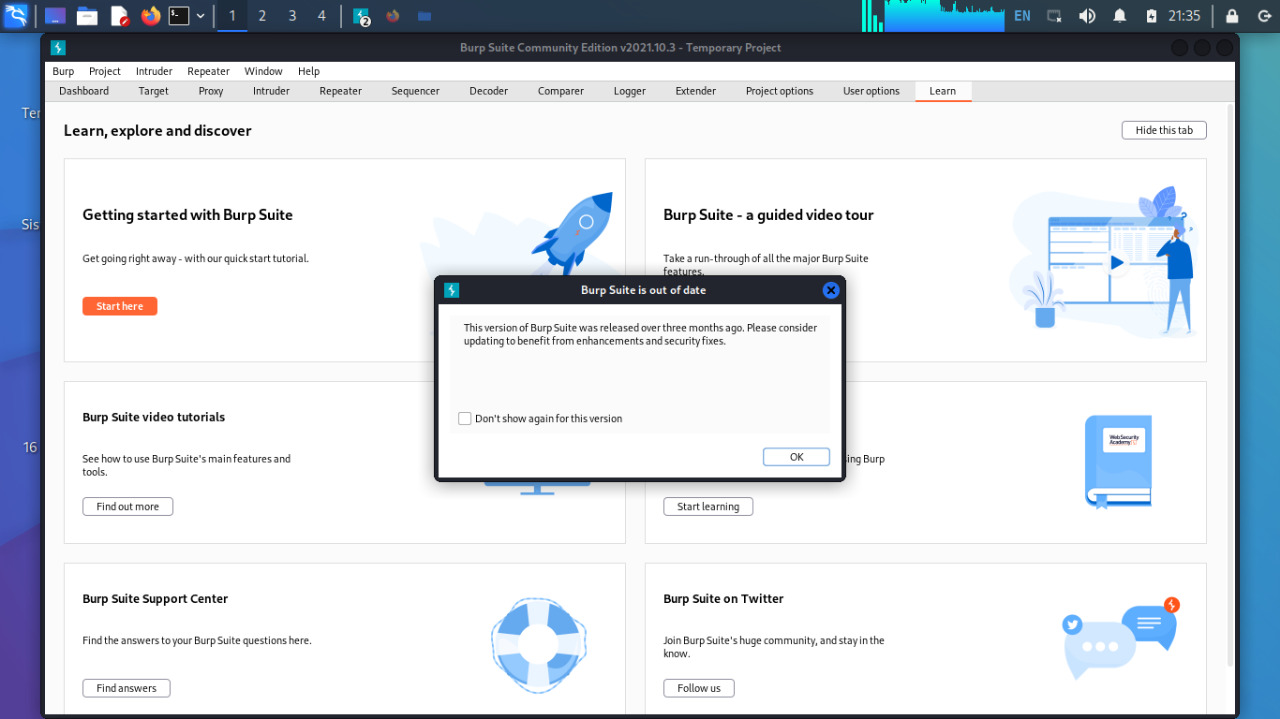 1 2 3 4 2 EN 21:35
Burp Suite Community Edition v2021.10.3 - Temporary Project
Burp Project Intruder Repeater Window Help
Dashboard Target Proxy Intruder Repeater Sequencer Decoder Comparer Logger Extender Project options User options Learn
Learn, explore and discover
Hide this tab
Getting started with Burp Suite
Get going right away - with our quick start tutorial.
Start here
Burp Suite - a guided video tour
Take a run-through of all the major Burp Suite
features.
Burp Suite is out of date
This version of Burp Suite was released over three months ago. Please consider
updating to benefit from enhancements and security fixes.
Don't show again for this version
OK
Burp Suite video tutorials
See how to use Burp Suite's main features and
tools.
Find out more
Burp
Start learning
WebSecurity
Academy
Burp Suite Support Center
Find the answers to your Burp Suite questions here.
Find answers
Burp Suite on Twitter
Join Burp Suite's huge community, and stay in the
know.
Follow us
Sis
16